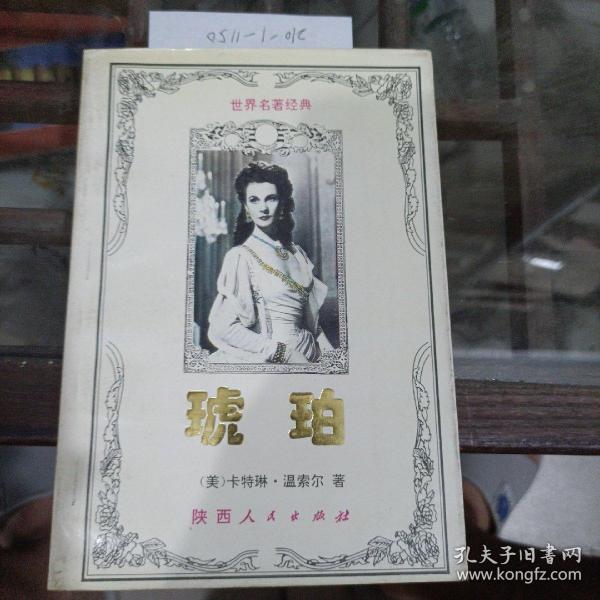 0511-1-012
世界名著经典
琥珀
(美)卡特琳·温索尔 著
陕西人民出版社
孔夫子旧书网
www.kongfz.com